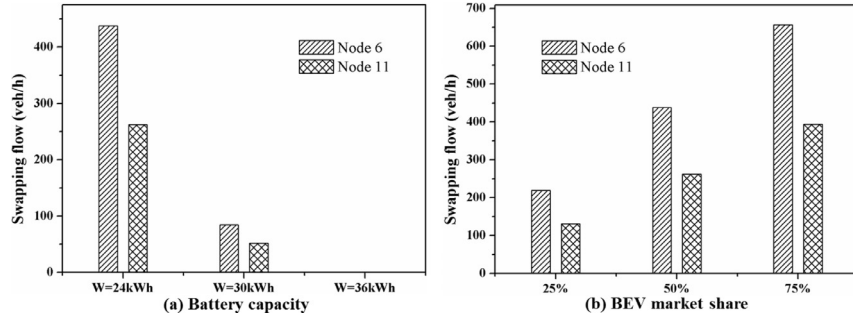 Swapping flow (veh/h)
400
300
200
100
0
Node 6
Node 11
W=24kWh
W=30kWh
W=36kWh
(a) Battery capacity
Swapping flow (veh/h)
700
600
500
400
300
200
100
0
Node 6
Node 11
25%
50%
75%
(b) BEV market share